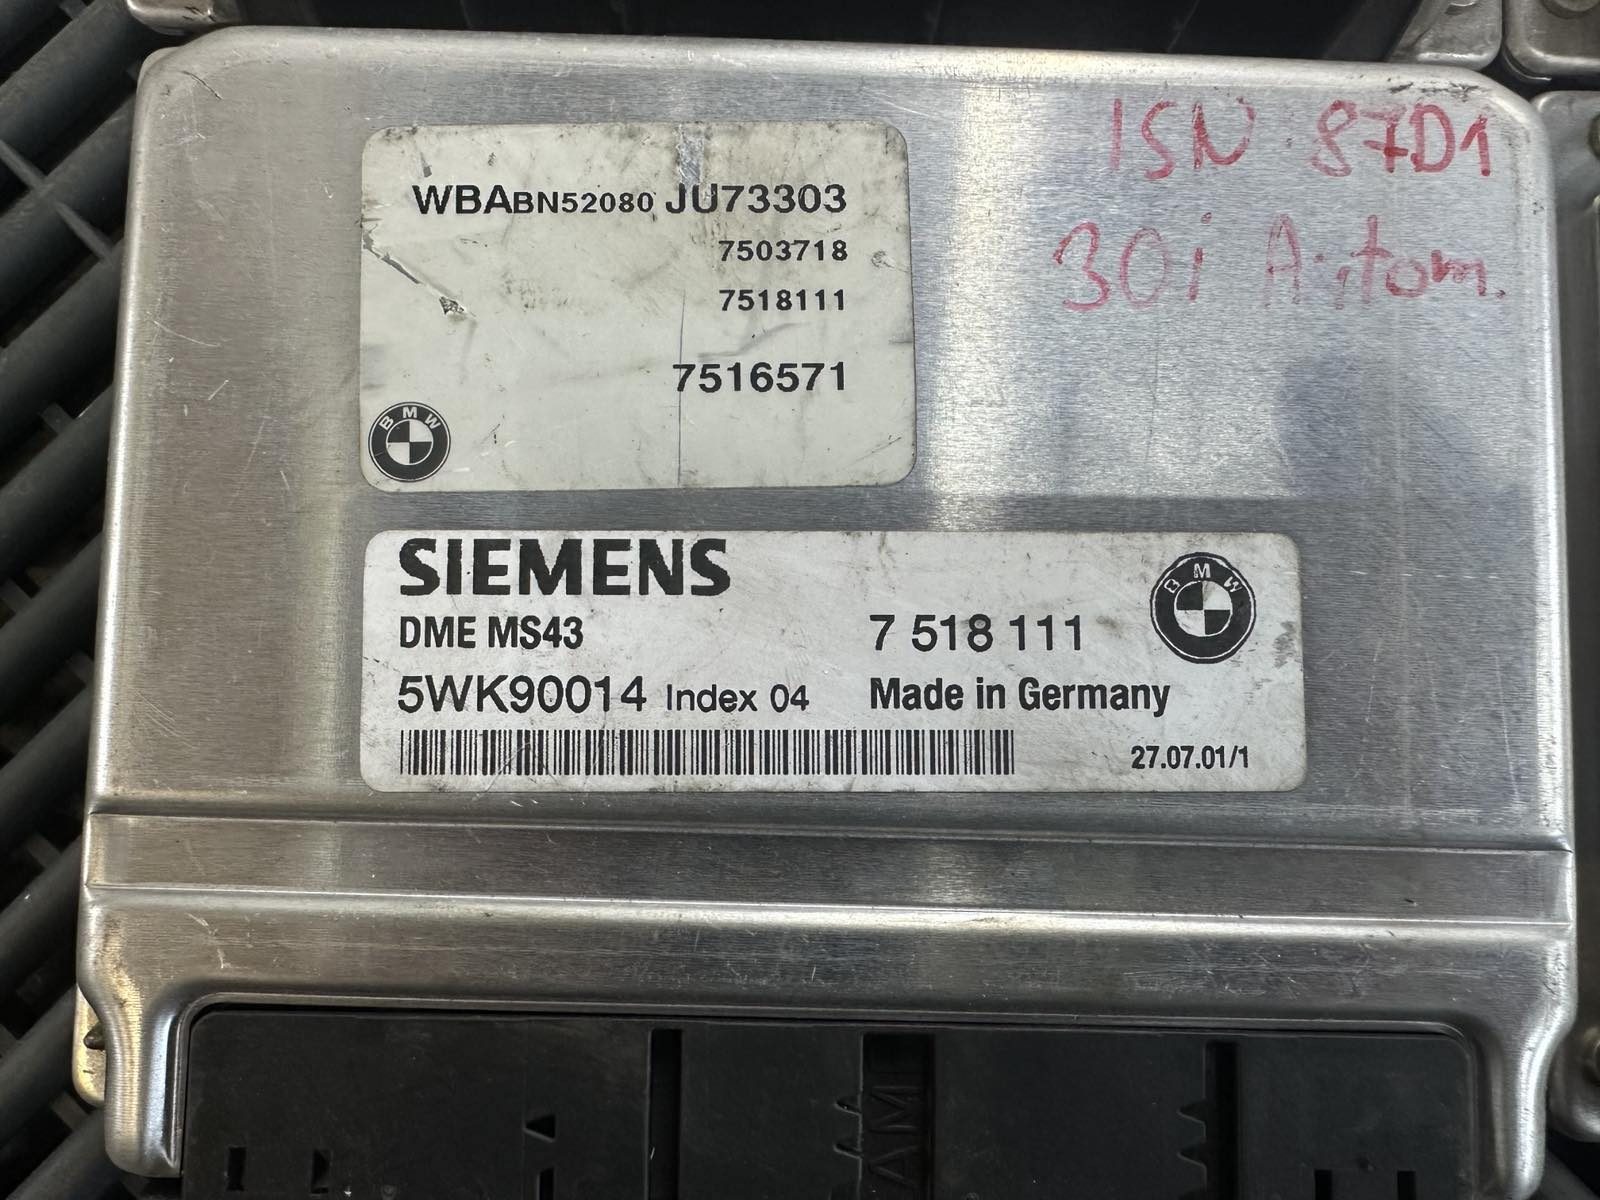 ISN 87D1
30i Autom.
WBABN52080 JU73303
7503718
7518111
7516571
BMW
SIEMENS
DME MS43
7 518 111
BMW
5WK90014 Index 04
Made in Germany
27.07.01/1
AMP